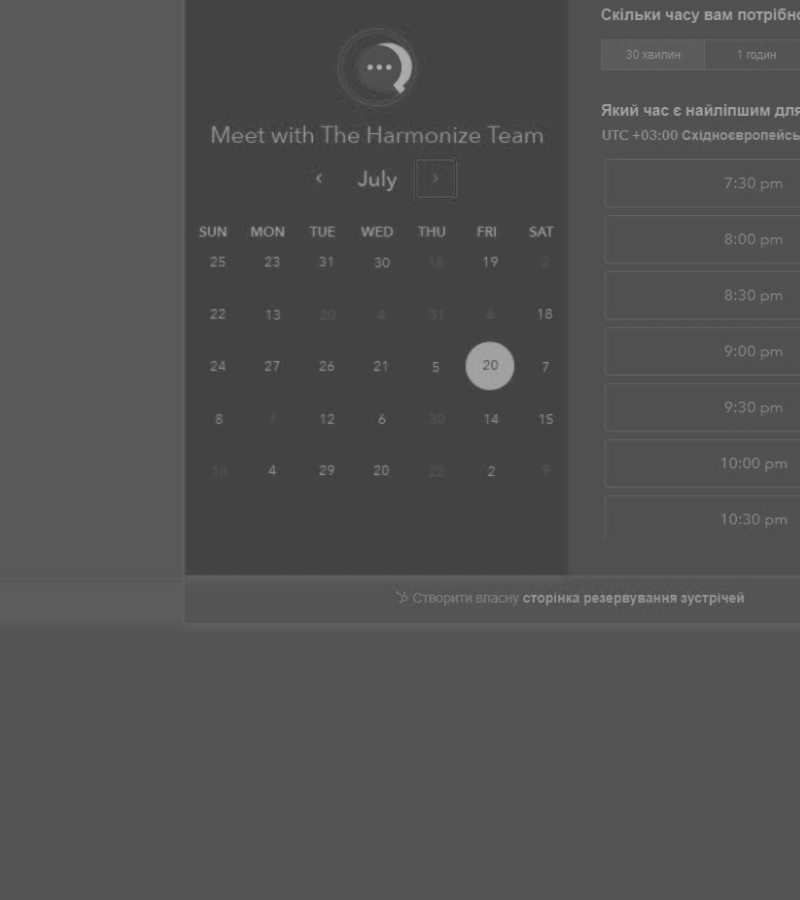 Meet with The Harmonize Team
July
SUN MON TUE WED THU FRI SAT
25 23 31 30 18 19 2
22 13 20 4 31 6 18
24 27 26 21 5 20 7
8 7 12 6 30 14 15
10 4 29 20 22 2 9
Скільки часу вам потрібно
30 хвилин 1 годин
Який час є найліпшим для
UTC +03:00 Східноєвропейсь
7:30 pm
8:00 pm
8:30 pm
9:00 pm
9:30 pm
10:00 pm
10:30 pm
Створити власну сторінка резервування зустрічей